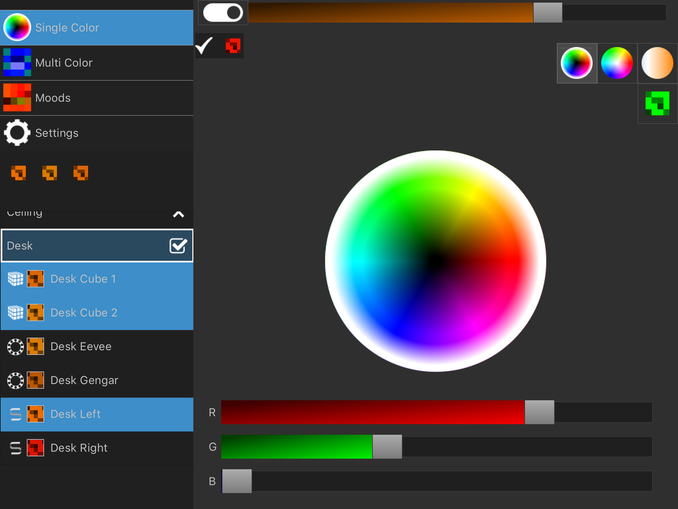 Single Color
Multi Color
Moods
Settings
Ceiling
Desk
Desk Cube 1
Desk Cube 2
Desk Eevee
Desk Gengar
Desk Left
Desk Right
R
G
B